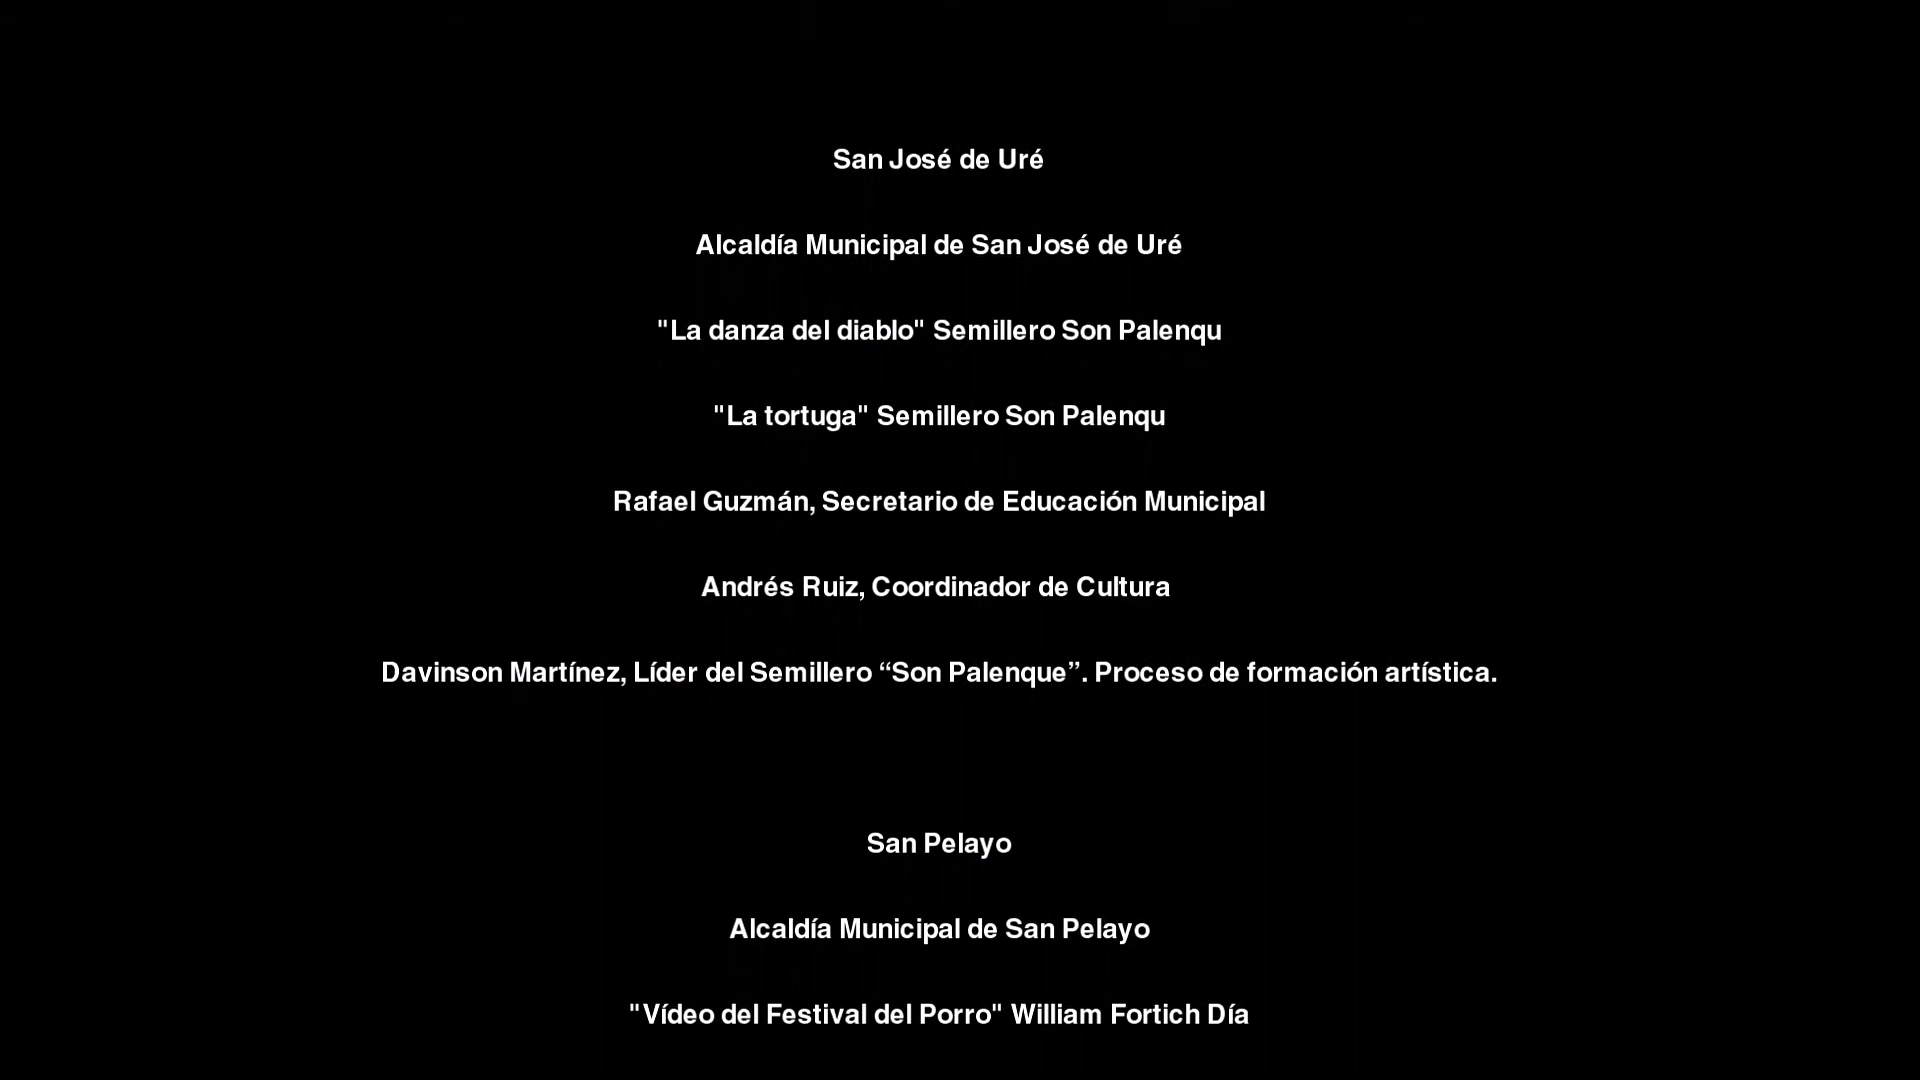 San José de Uré
Alcaldía Municipal de San José de Uré
"La danza del diablo" Semillero Son Palenqu
"La tortuga" Semillero Son Palenqu
Rafael Guzmán, Secretario de Educación Municipal
Andrés Ruiz, Coordinador de Cultura
Davinson Martínez, Líder del Semillero “Son Palenque”. Proceso de formación artística.
San Pelayo
Alcaldía Municipal de San Pelayo
"Vídeo del Festival del Porro" William Fortich Día